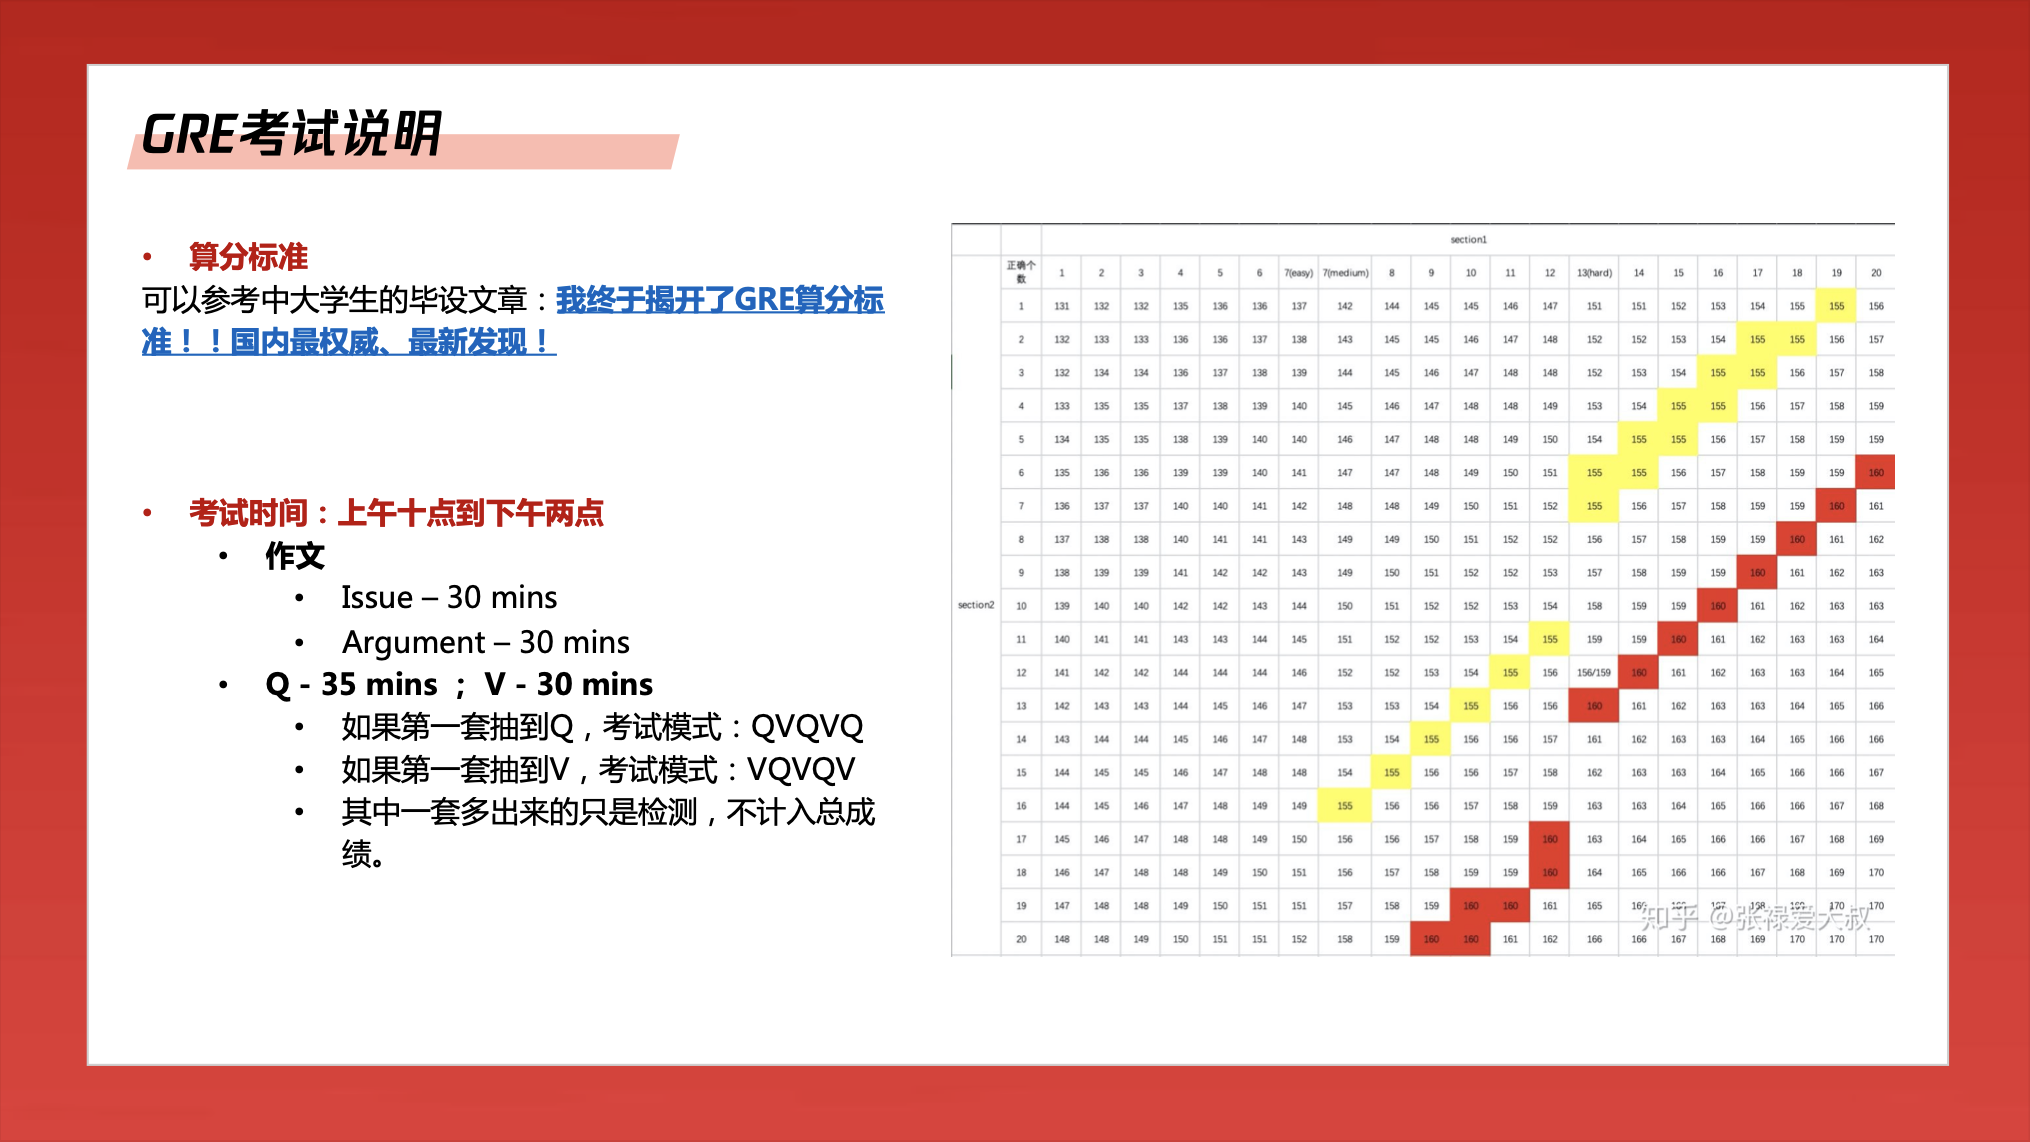 GRE考试说明
• 算分标准
可以参考中大学生的毕设文章：我终于揭开了GRE算分标
准！！国内最权威、最新发现！
• 考试时间：上午十点到下午两点
• 作文
• Issue – 30 mins
• Argument – 30 mins
• Q - 35 mins ； V - 30 mins
• 如果第一套抽到Q，考试模式：QVQVQ
• 如果第一套抽到V，考试模式：VQVQV
• 其中一套多出来的只是检测，不计入总成
绩。
section1
正确个
数 1 2 3 4 5 6 7(easy) 7(medium) 8 9 10 11 12 13(hard) 14 15 16 17 18 19 20
1 131 132 132 135 136 136 137 142 144 145 145 146 147 151 151 152 153 154 155 155 156
2 132 133 133 136 136 137 138 143 145 145 146 147 148 152 152 153 154 155 155 156 157
3 132 134 134 136 137 138 139 144 145 146 147 148 148 152 153 154 155 155 156 157 158
4 133 135 135 137 138 139 140 145 146 147 148 148 149 153 154 155 155 156 157 158 159
5 134 135 135 138 139 140 140 146 147 148 148 149 150 154 155 155 156 157 158 159 159
6 135 136 136 139 139 140 141 147 147 148 149 150 151 155 155 156 157 158 159 159 160
7 136 137 137 140 140 141 142 148 148 149 150 151 152 155 156 157 158 159 159 160 161
8 137 138 138 140 141 141 143 149 149 150 151 152 152 156 157 158 159 159 160 161 162
9 138 139 139 141 142 142 143 149 150 151 152 152 153 157 158 159 159 160 161 162 163
section2 10 139 140 140 142 142 143 144 150 151 152 152 153 154 158 159 159 160 161 162 163 163
11 140 141 141 143 143 144 145 151 152 152 153 154 155 159 159 160 161 162 163 163 164
12 141 142 142 144 144 144 146 152 152 153 154 155 156 156/159 160 161 162 163 163 164 165
13 142 143 143 144 145 146 147 153 153 154 155 156 156 160 161 162 163 163 164 165 166
14 143 144 144 145 146 147 148 153 154 155 156 156 157 161 162 163 163 164 165 166 166
15 144 145 145 146 147 148 148 154 155 156 156 157 158 162 163 163 164 165 166 166 167
16 144 145 146 147 148 149 149 155 156 156 157 158 159 163 163 164 165 166 166 167 168
17 145 146 147 148 148 149 150 156 156 157 158 159 160 163 164 165 166 166 167 168 169
18 146 147 148 148 149 150 151 156 157 158 159 159 160 164 165 166 166 167 168 169 170
19 147 148 148 149 150 151 151 157 158 159 160 160 161 165 170 170
知乎 @张禄爱大叔
20 148 148 149 150 151 151 152 158 159 160 160 161 162 166 166 167 168 169 170 170 170